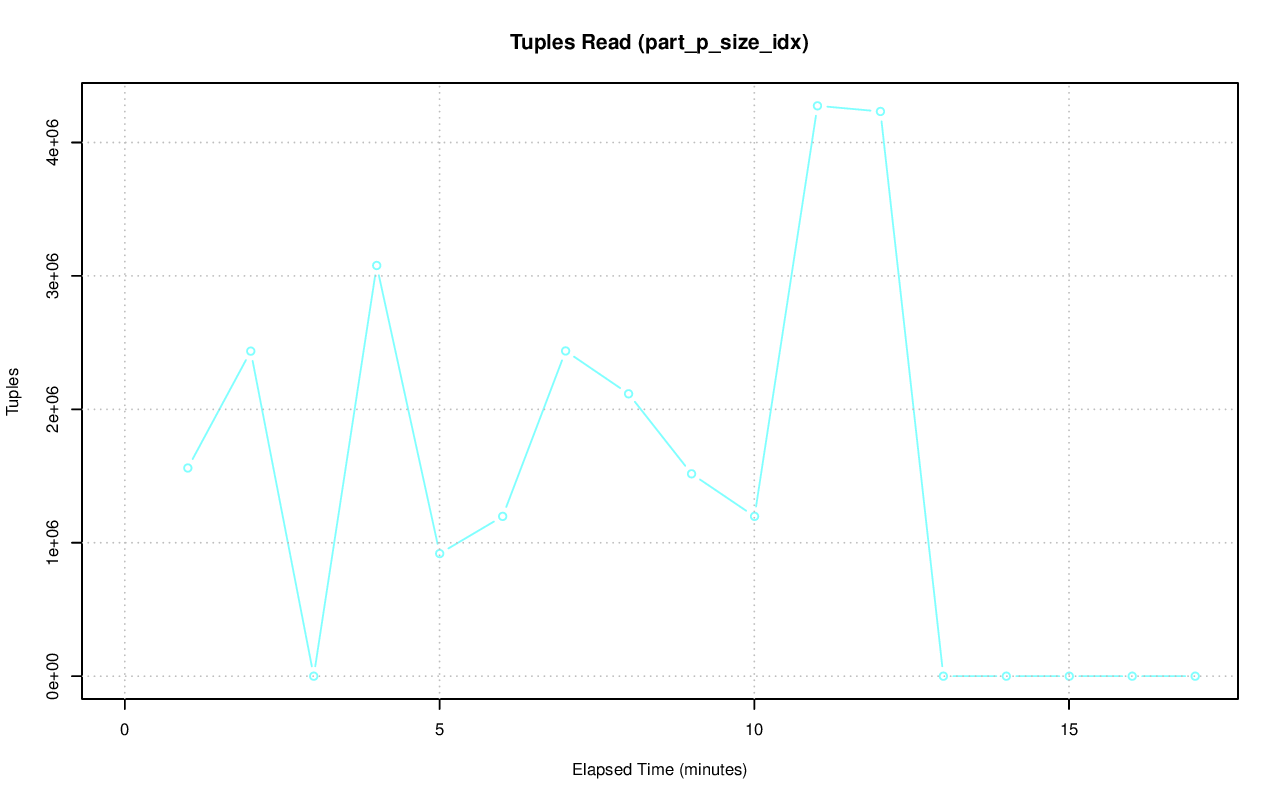 Tuples Read (part_p_size_idx)
Tuples
4e+06
3e+06
2e+06
1e+06
0e+00
0 5 10 15
Elapsed Time (minutes)